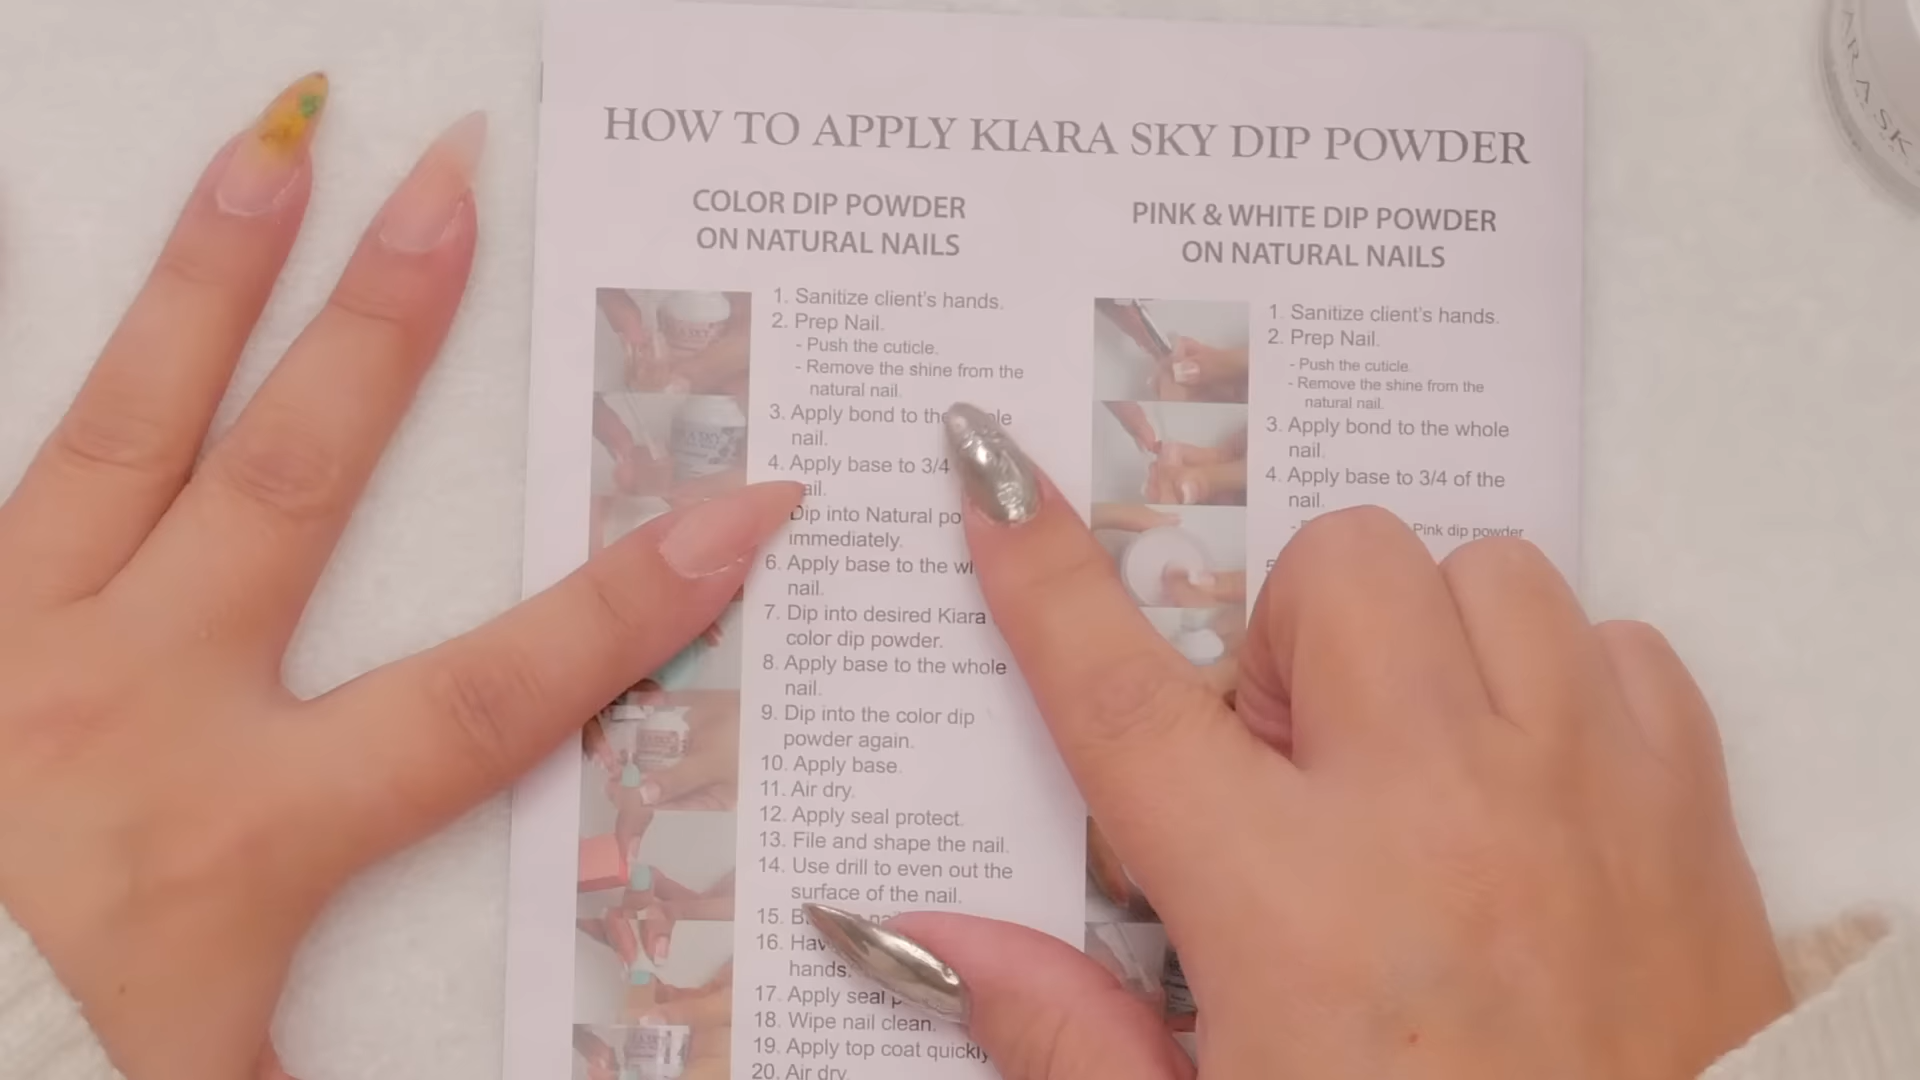 HOW TO APPLY KIARA SKY DIP POWDER
COLOR DIP POWDER
ON NATURAL NAILS
1. Sanitize client's hands.
2. Prep Nail.
- Push the cuticle.
- Remove the shine from the
natural nail.
3. Apply bond to the
nail.
4. Apply base to 3/4
Dip into Natural
immediately.
6. Apply base to the
nail.
7. Dip into desired Kiara
color dip powder.
8. Apply base to the whole
nail.
9. Dip into the color dip
powder again.
10. Apply base.
11. Air dry.
12. Apply seal protect.
13. File and shape the nail.
14. Use drill to even out the
surface of the nail.
15.
16.
hands.
17. Apply seal
18. Wipe nail clean.
19. Apply top coat quickly
20. Air dry.
PINK & WHITE DIP POWDER
ON NATURAL NAILS
1. Sanitize client's hands.
2. Prep Nail.
- Push the cuticle.
- Remove the shine from the
natural nail.
3. Apply bond to the whole
nail.
4. Apply base to 3/4 of the
nail.
- Pink dip powder
5